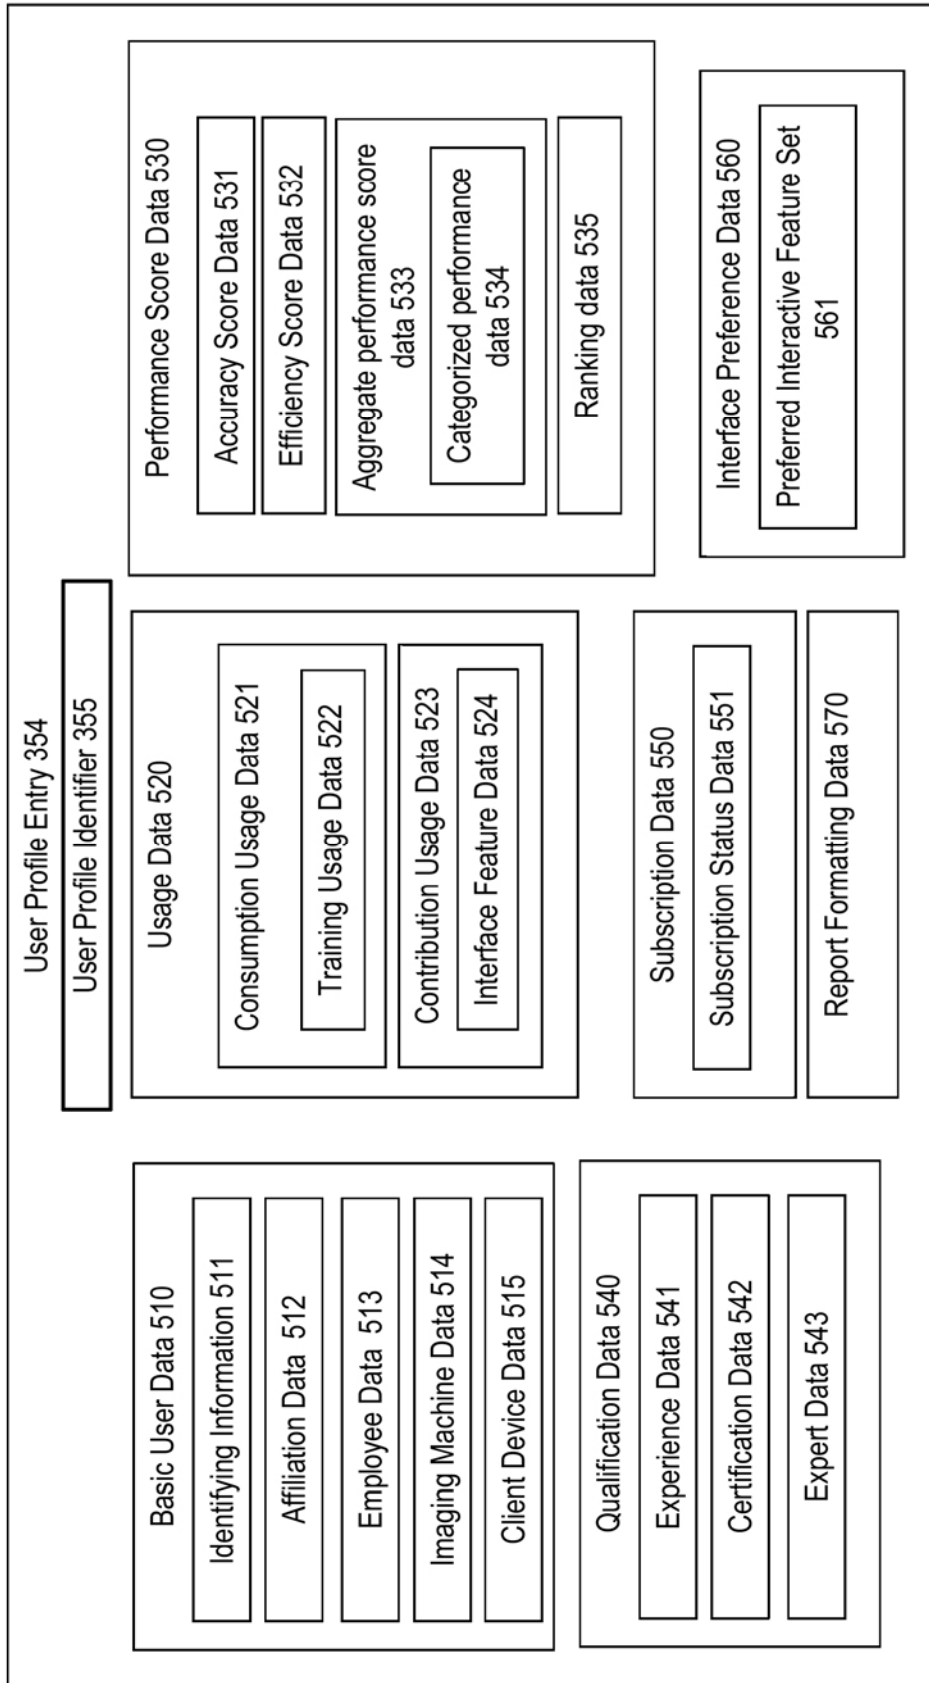 User Profile Entry 354
User Profile Identifier 355
Basic User Data 510
Identifying Information 511
Affiliation Data 512
Employee Data 513
Imaging Machine Data 514
Client Device Data 515
Usage Data 520
Consumption Usage Data 521
Training Usage Data 522
Contribution Usage Data 523
Interface Feature Data 524
Performance Score Data 530
Accuracy Score Data 531
Efficiency Score Data 532
Aggregate performance score
data 533
Categorized performance
data 534
Ranking data 535
Qualification Data 540
Experience Data 541
Certification Data 542
Expert Data 543
Subscription Data 550
Subscription Status Data 551
Report Formatting Data 570
Interface Preference Data 560
Preferred Interactive Feature Set
561